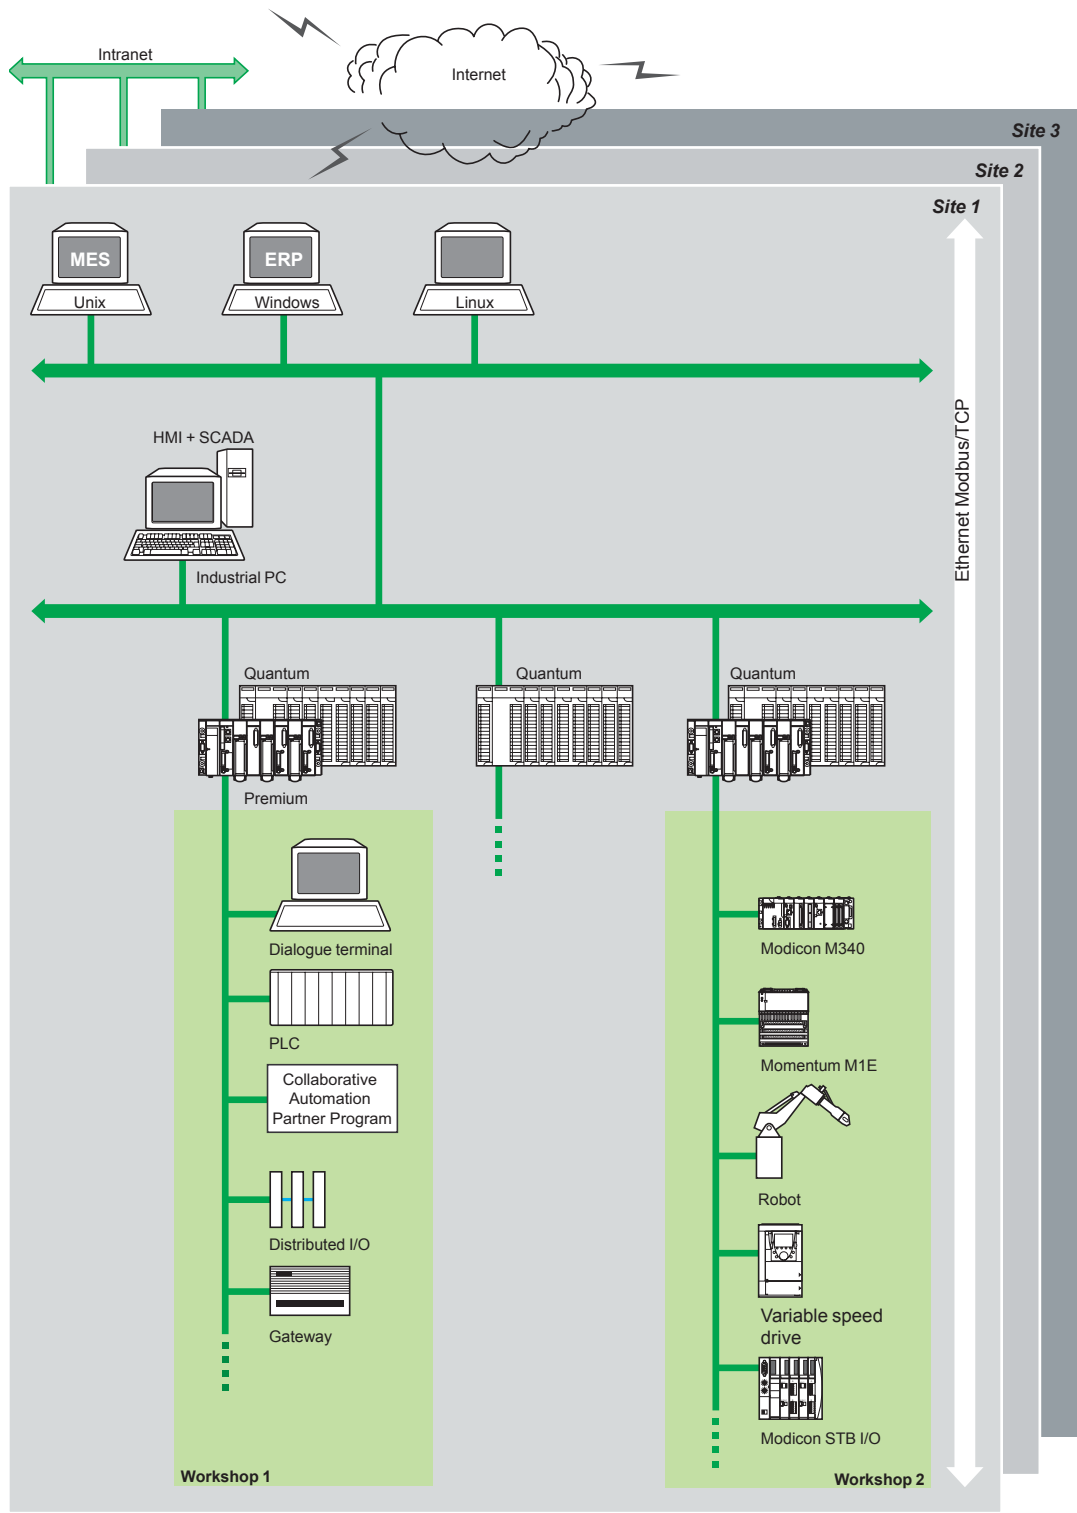 Intranet
Internet
Site 3
Site 2
Site 1
MES
ERP
Unix
Windows
Linux
Ethernet Modbus/TCP
HMI + SCADA
Industrial PC
Quantum
Quantum
Quantum
Premium
Dialogue terminal
Modicon M340
PLC
Momentum M1E
Collaborative
Automation
Partner Program
Robot
Distributed I/O
Variable speed
drive
Gateway
Modicon STB I/O
Workshop 1
Workshop 2